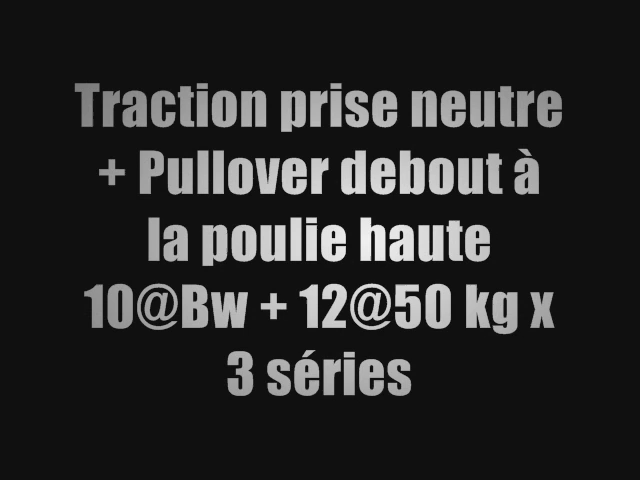 Traction prise neutre
+ Pullover debout à
la poulie haute
10@Bw + 12@50 kg x
3 séries